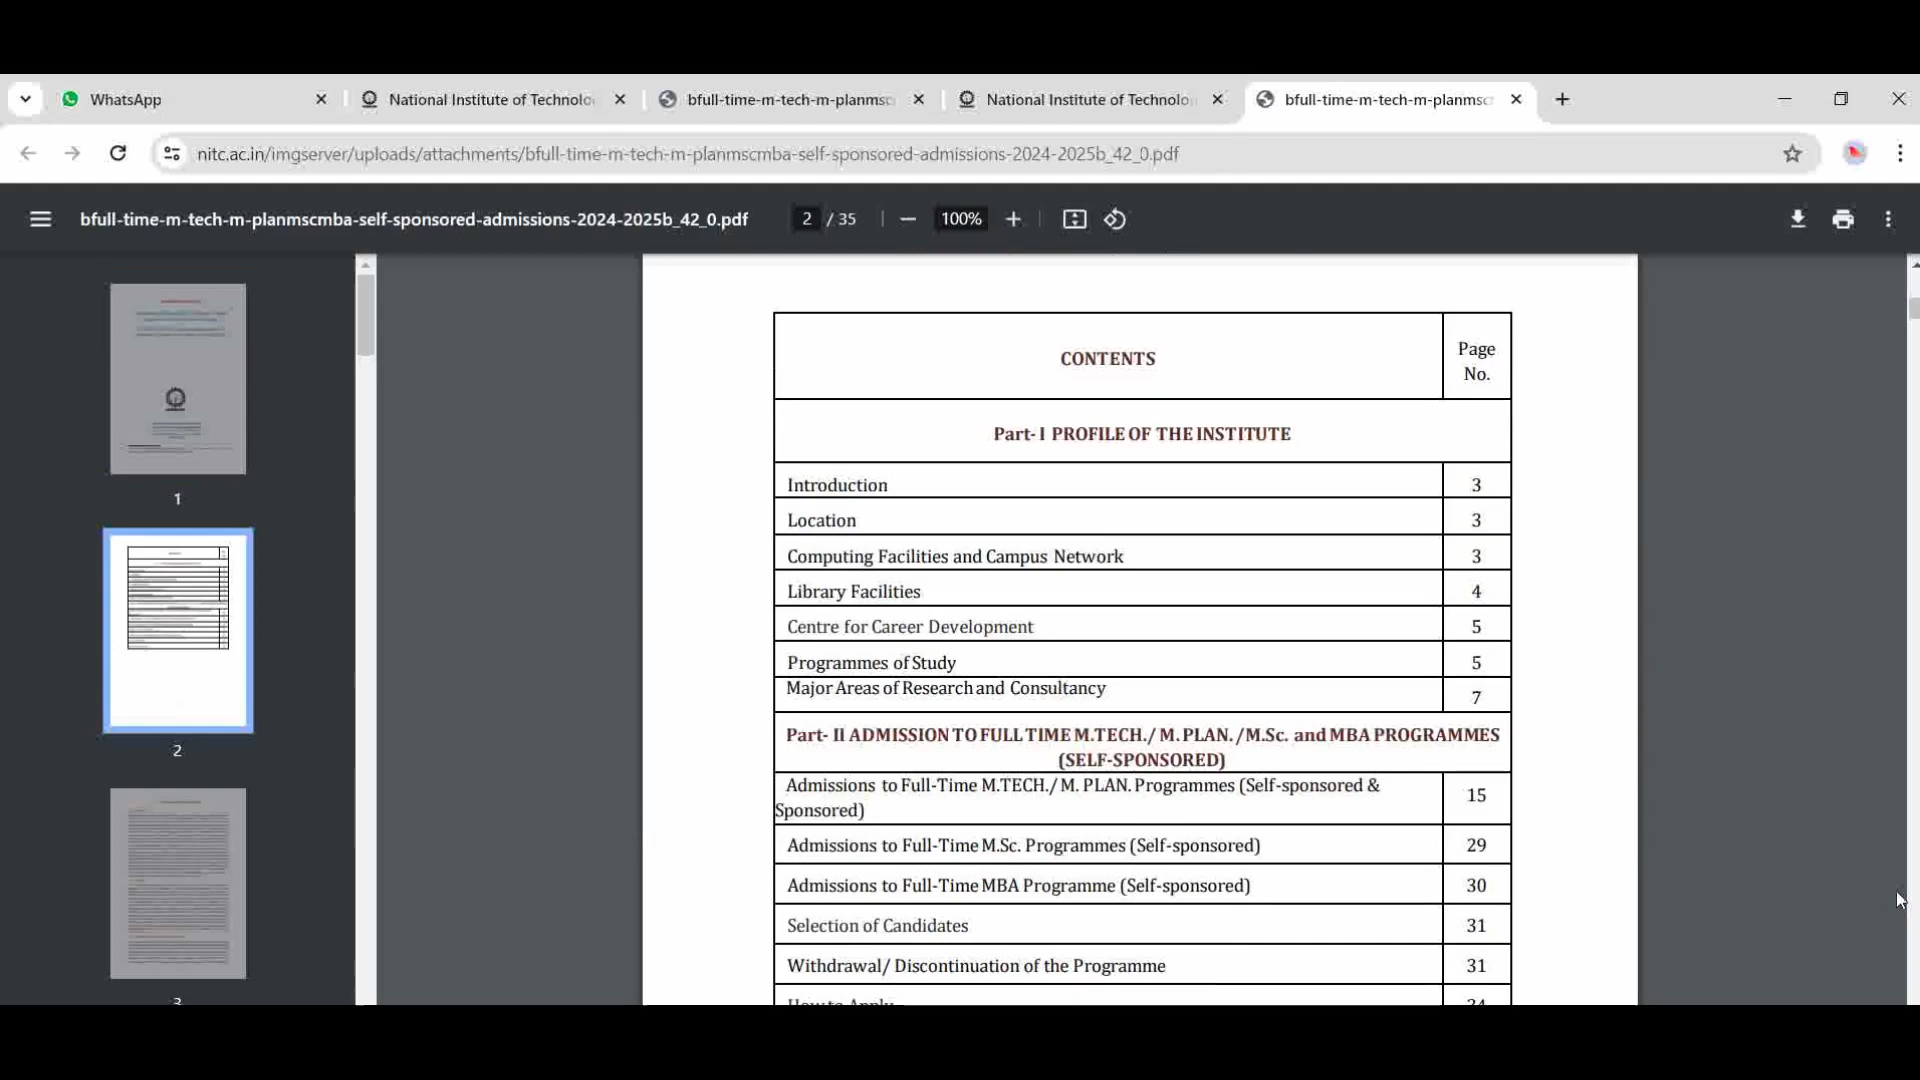 WhatsApp
National Institute of Technolo
bfull-time-m-tech-m-planmsc
National Institute of Technolo
bfull-time-m-tech-m-planmsc
nitc.ac.in/imgserver/uploads/attachments/bfull-time-m-tech-m-planmscmba-self-sponsored-admissions-2024-2025b_42_0.pdf
bfull-time-m-tech-m-planmscmba-self-sponsored-admissions-2024-2025b_42_0.pdf
2 / 35
100%
1
2
3
CONTENTS
Page
No.
Part- I PROFILE OF THE INSTITUTE
Introduction 3
Location 3
Computing Facilities and Campus Network 3
Library Facilities 4
Centre for Career Development 5
Programmes of Study 5
Major Areas of Research and Consultancy 7
Part- II ADMISSION TO FULL TIME M.TECH./ M. PLAN. /M.Sc. and MBA PROGRAMMES
(SELF-SPONSORED)
Admissions to Full-Time M.TECH./ M. PLAN. Programmes (Self-sponsored &
Sponsored) 15
Admissions to Full-Time M.Sc. Programmes (Self-sponsored) 29
Admissions to Full-Time MBA Programme (Self-sponsored) 30
Selection of Candidates 31
Withdrawal/ Discontinuation of the Programme 31
How to Apply 34